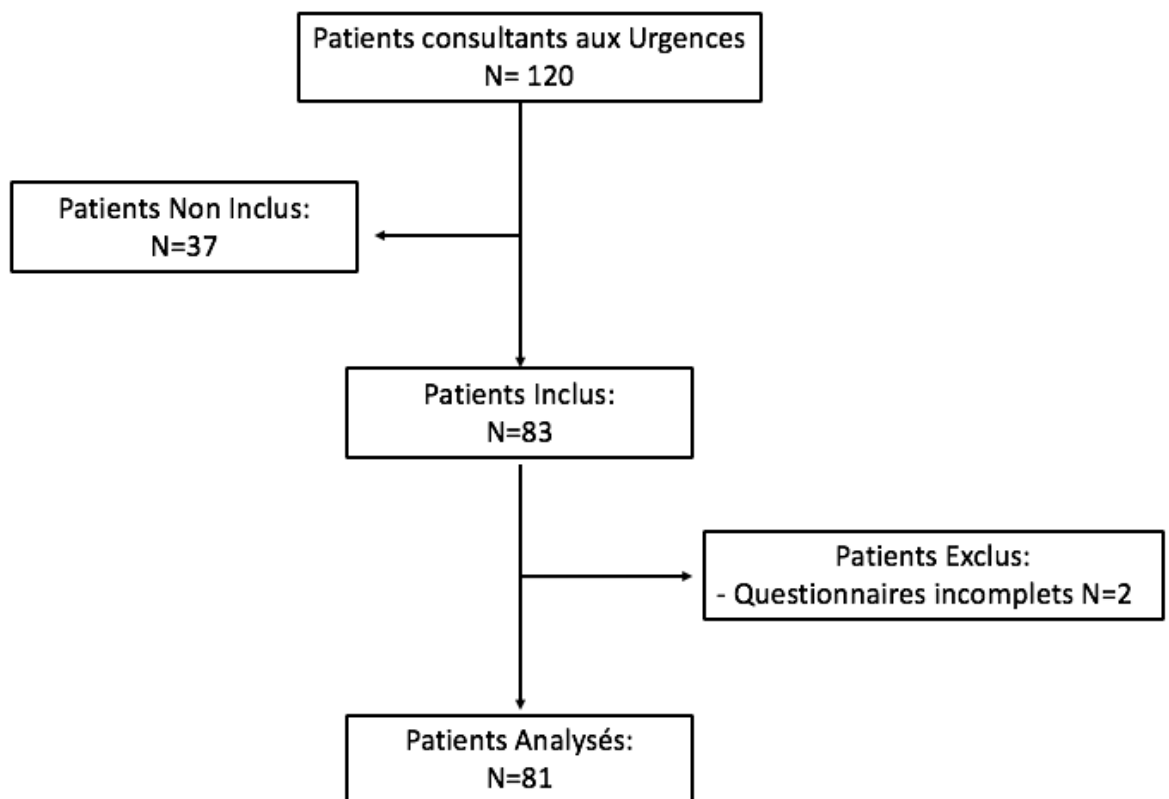 Patients consultants aux Urgences
N= 120
Patients Non Inclus:
N=37
Patients Inclus:
N=83
Patients Exclus:
- Questionnaires incomplets N=2
Patients Analysés:
N=81